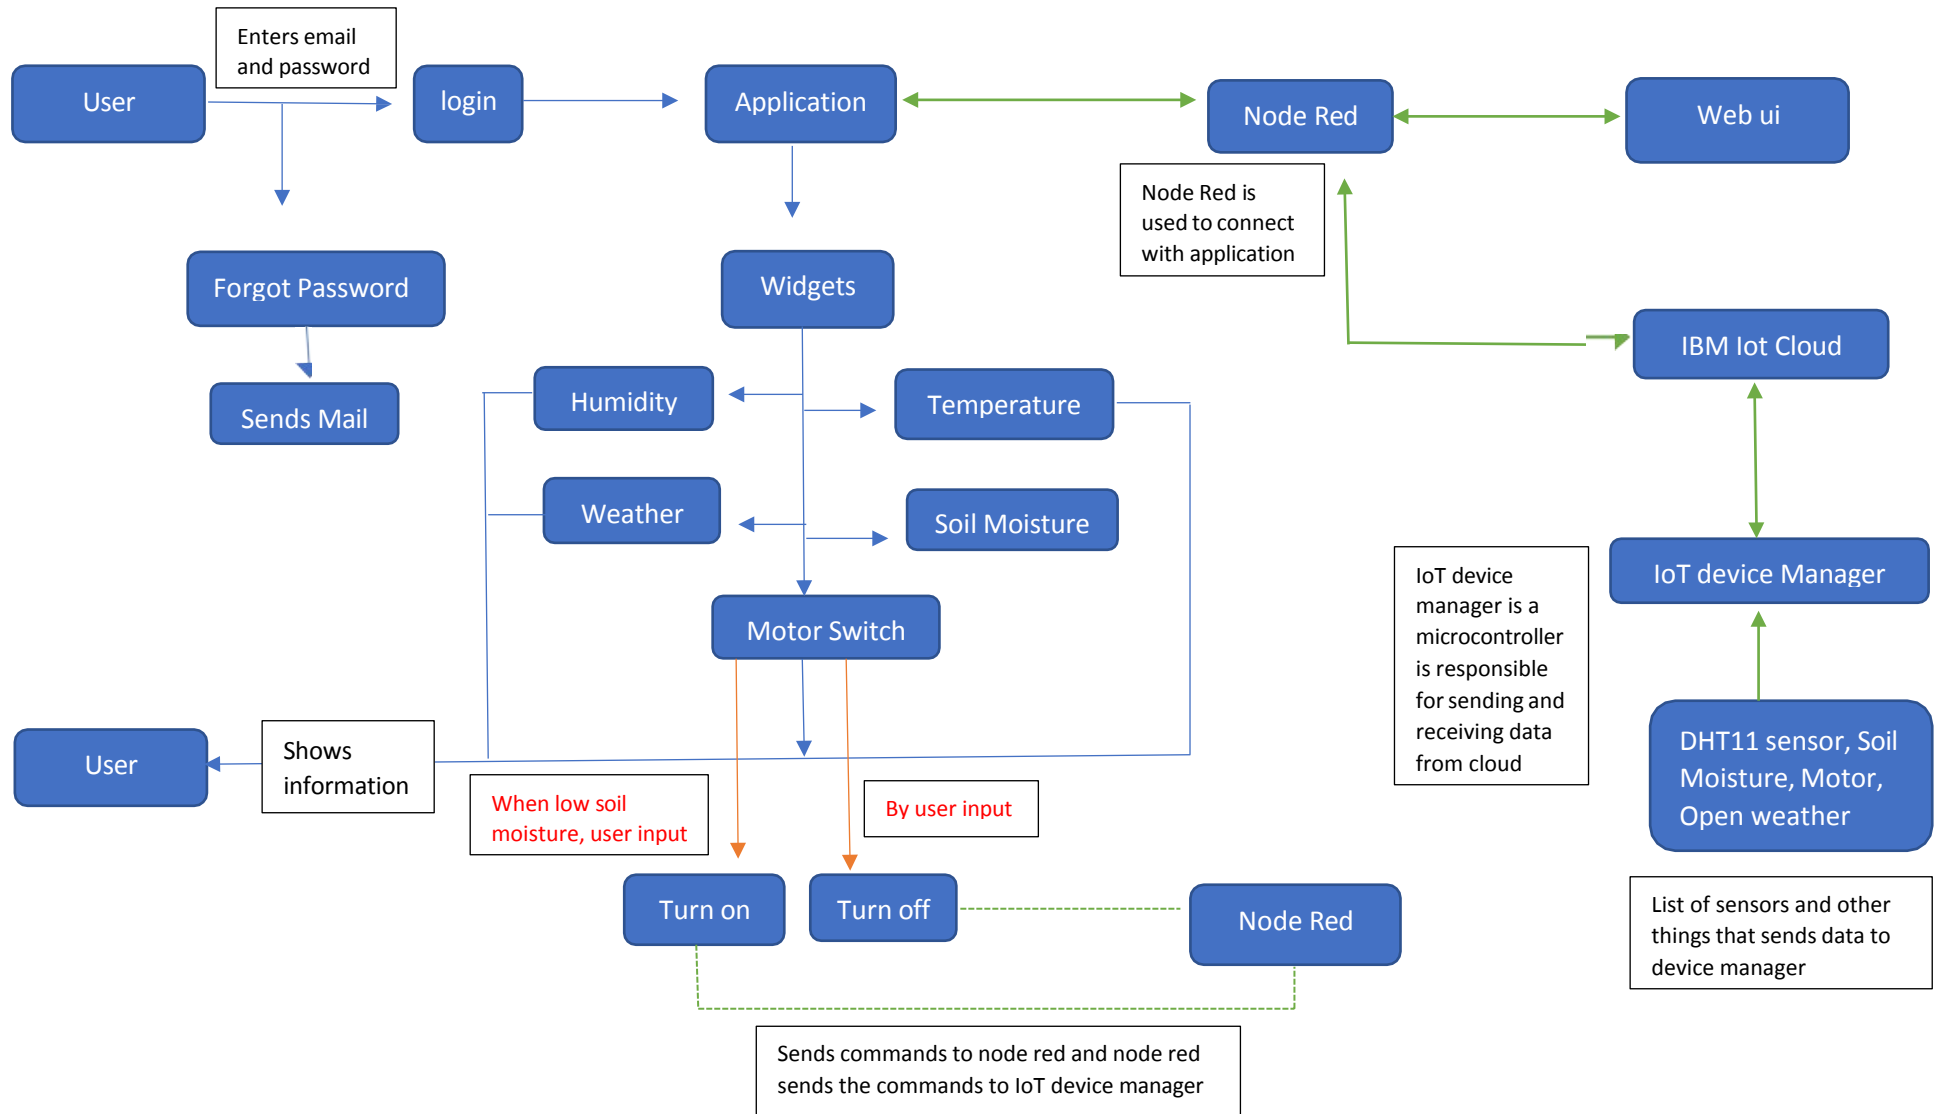 Enters email
and password
User
login
Application
Node Red
Web ui
Node Red is
used to connect
with application
Forgot Password
Widgets
IBM Iot Cloud
Humidity
Temperature
Sends Mail
Weather
Soil Moisture
IoT device Manager
IoT device
manager is a
microcontroller
is responsible
for sending and
receiving data
from cloud
Motor Switch
User
Shows
information
DHT11 sensor, Soil
Moisture, Motor,
Open weather
When low soil
moisture, user input
By user input
Turn on
Turn off
Node Red
List of sensors and other
things that sends data to
device manager
Sends commands to node red and node red
sends the commands to IoT device manager